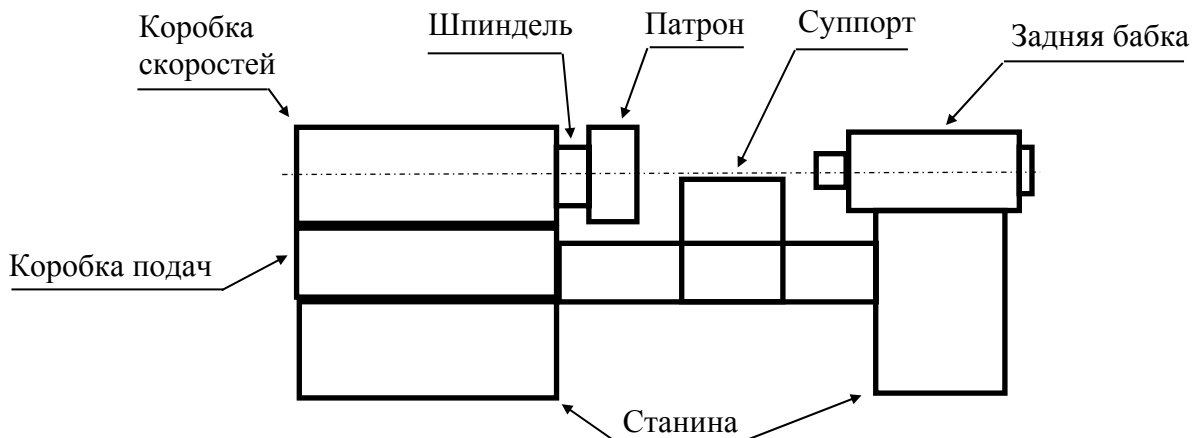 Коробка
скоростей
Шпиндель
Патрон
Суппорт
Задняя бабка
Коробка подач
Станина